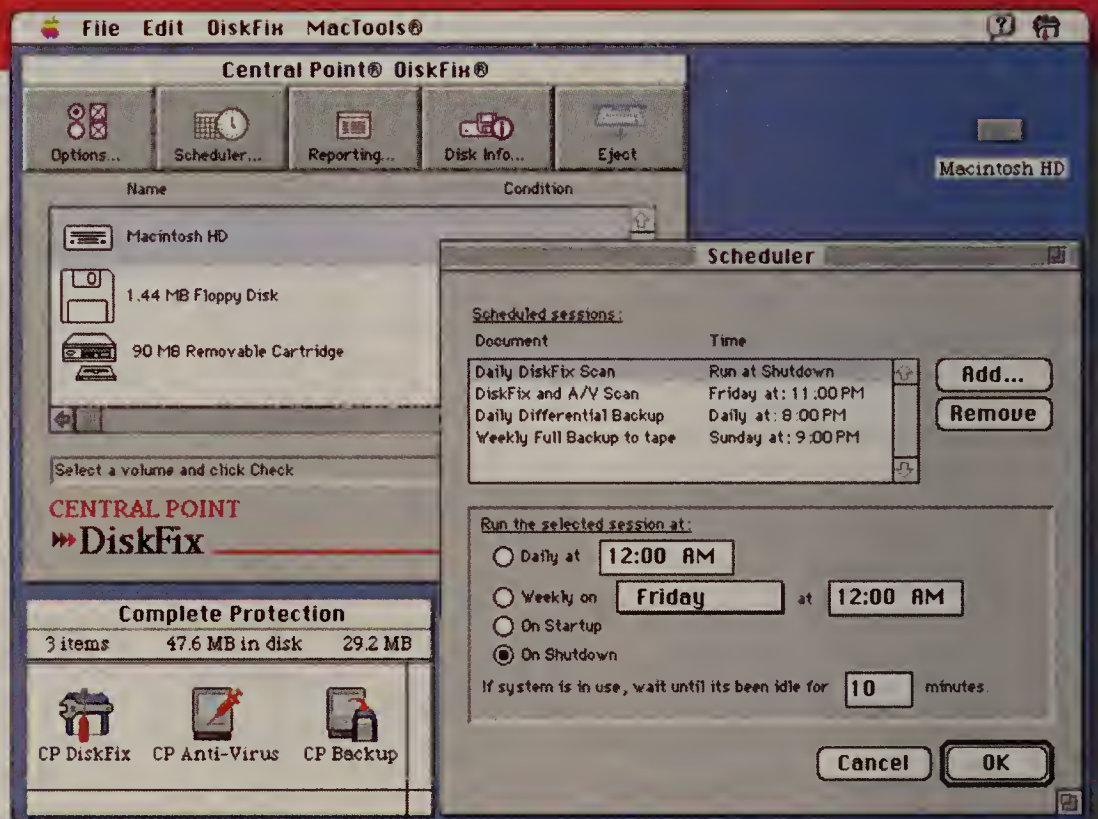 File Edit DiskFix MacTools®
Central Point® DiskFix®
Options... Scheduler... Reporting... Disk Info... Eject
Name Condition
Macintosh HD
1.44 MB Floppy Disk
90 MB Removable Cartridge
Select a volume and click Check
CENTRAL POINT
DiskFix
Macintosh HD
Scheduler
Scheduled sessions:
Document Time
Daily DiskFix Scan Run at Shutdown
DiskFix and A/V Scan Friday at: 11:00 PM
Daily Differential Backup Daily at: 8:00 PM
Weekly Full Backup to tape Sunday at: 9:00 PM
Add...
Remove
Run the selected session at:
Daily at 12:00 AM
Weekly on Friday at 12:00 AM
On Startup
On Shutdown
If system is in use, wait until its been idle for 10 minutes.
Cancel OK
Complete Protection
3 items 47.6 MB in disk 29.2 MB
CP DiskFix CP Anti-Virus CP Backup